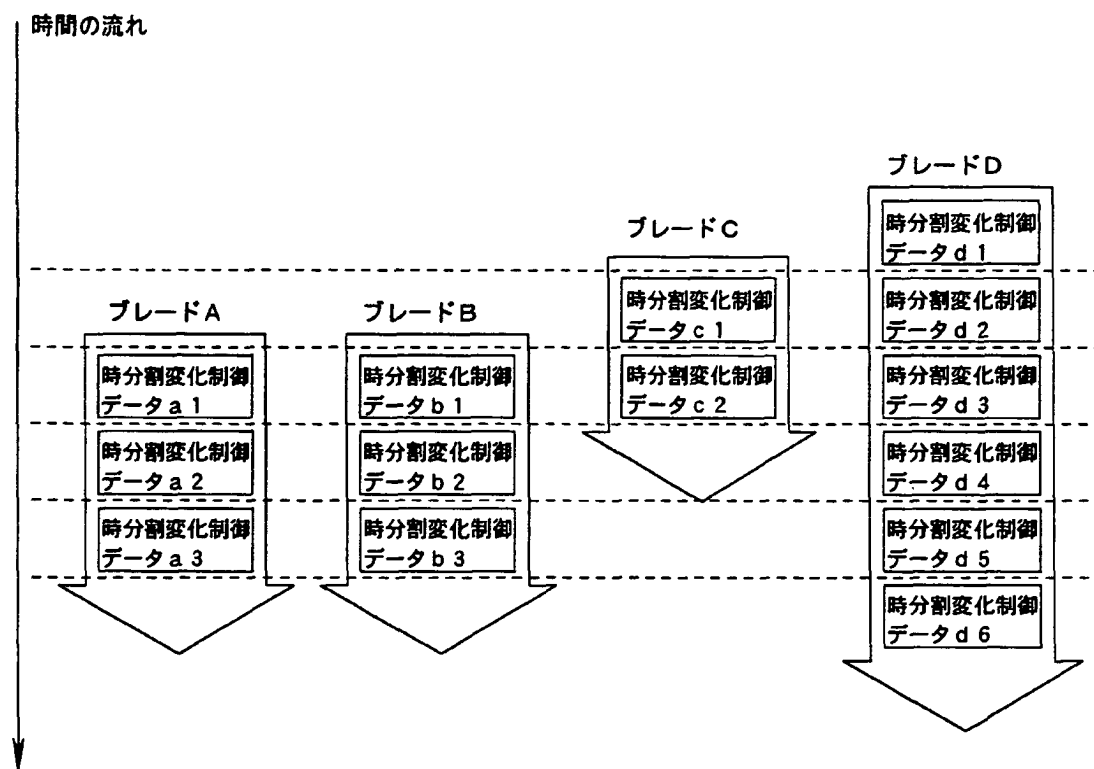 時間の流れ
ブレードA
時分割変化制御
データa1
時分割変化制御
データa2
時分割変化制御
データa3
ブレードB
時分割変化制御
データb1
時分割変化制御
データb2
時分割変化制御
データb3
ブレードC
時分割変化制御
データc1
時分割変化制御
データc2
ブレードD
時分割変化制御
データd1
時分割変化制御
データd2
時分割変化制御
データd3
時分割変化制御
データd4
時分割変化制御
データd5
時分割変化制御
データd6